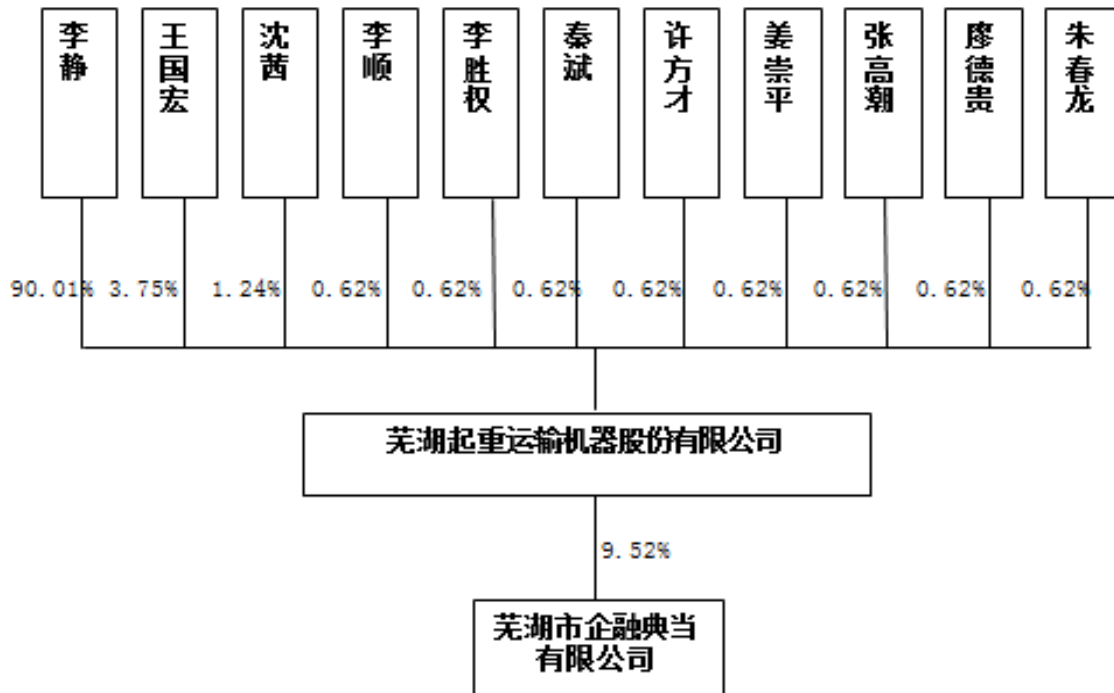 李静
王国宏
沈茜
李顺
李胜权
秦斌
许方才
姜崇平
张高潮
廖德贵
朱春龙
90.01% 3.75% 1.24% 0.62% 0.62% 0.62% 0.62% 0.62% 0.62% 0.62% 0.62%
芜湖起重运输机器股份有限公司
9.52%
芜湖市企融典当
有限公司